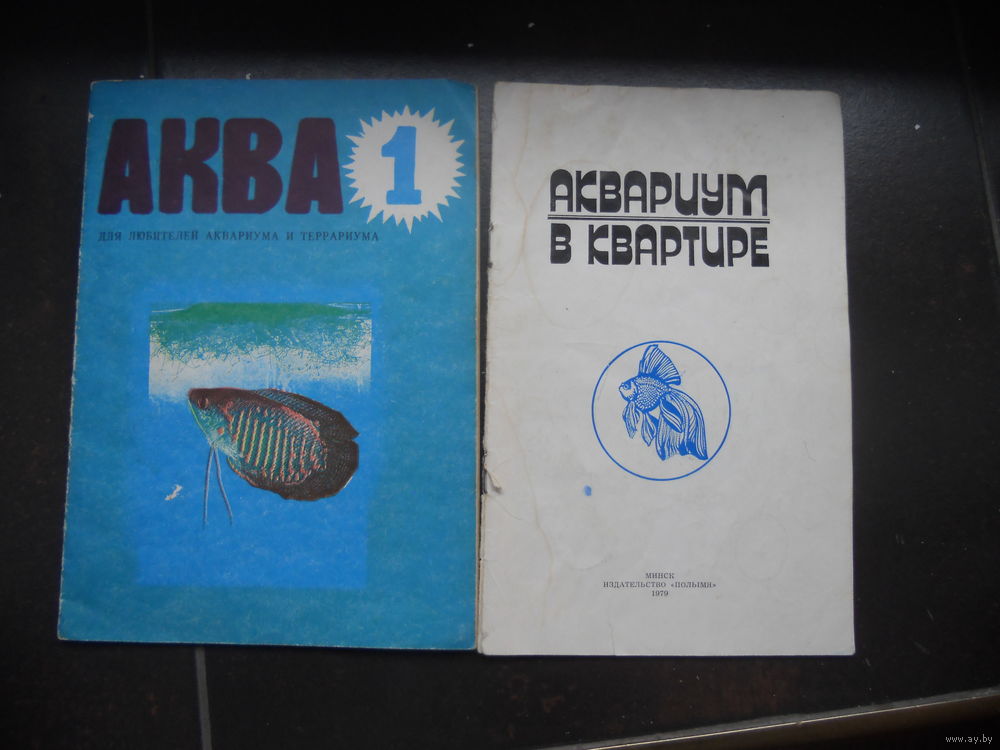 АКВА
1
ДЛЯ ЛЮБИТЕЛЕЙ АКВАРИУМА И ТЕРРАРИУМА
АКВАРИУМ
В КВАРТИРЕ
МИНСК
ИЗДАТЕЛЬСТВО «ПОЛЫМЯ»
1979
www.ay.by